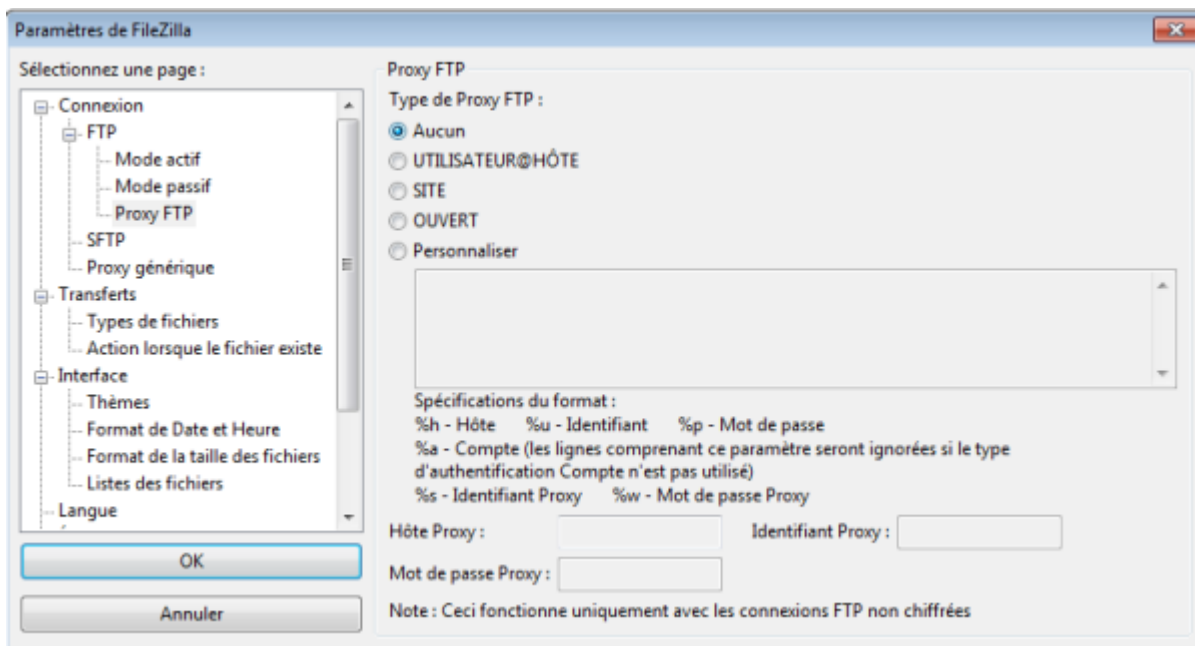 Paramètres de FileZilla
Sélectionnez une page :
Connexion
FTP
Mode actif
Mode passif
Proxy FTP
SFTP
Proxy générique
Transferts
Types de fichiers
Action lorsque le fichier existe
Interface
Thèmes
Format de Date et Heure
Format de la taille des fichiers
Listes des fichiers
Langue
OK
Annuler
Proxy FTP
Type de Proxy FTP :
Aucun
UTILISATEUR@HÔTE
SITE
OUVERT
Personnaliser
Spécifications du format :
%h - Hôte %u - Identifiant %p - Mot de passe
%a - Compte (les lignes comprenant ce paramètre seront ignorées si le type
d'authentification Compte n'est pas utilisé)
%s - Identifiant Proxy %w - Mot de passe Proxy
Hôte Proxy : Identifiant Proxy :
Mot de passe Proxy :
Note : Ceci fonctionne uniquement avec les connexions FTP non chiffrées